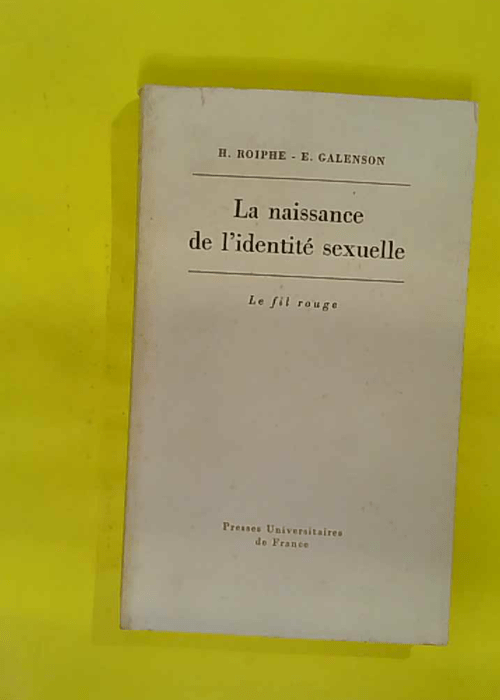 H. ROIPHE - E. GALENSON
La naissance
de l'identité sexuelle
Le fil rouge
Presses Universitaires
de France